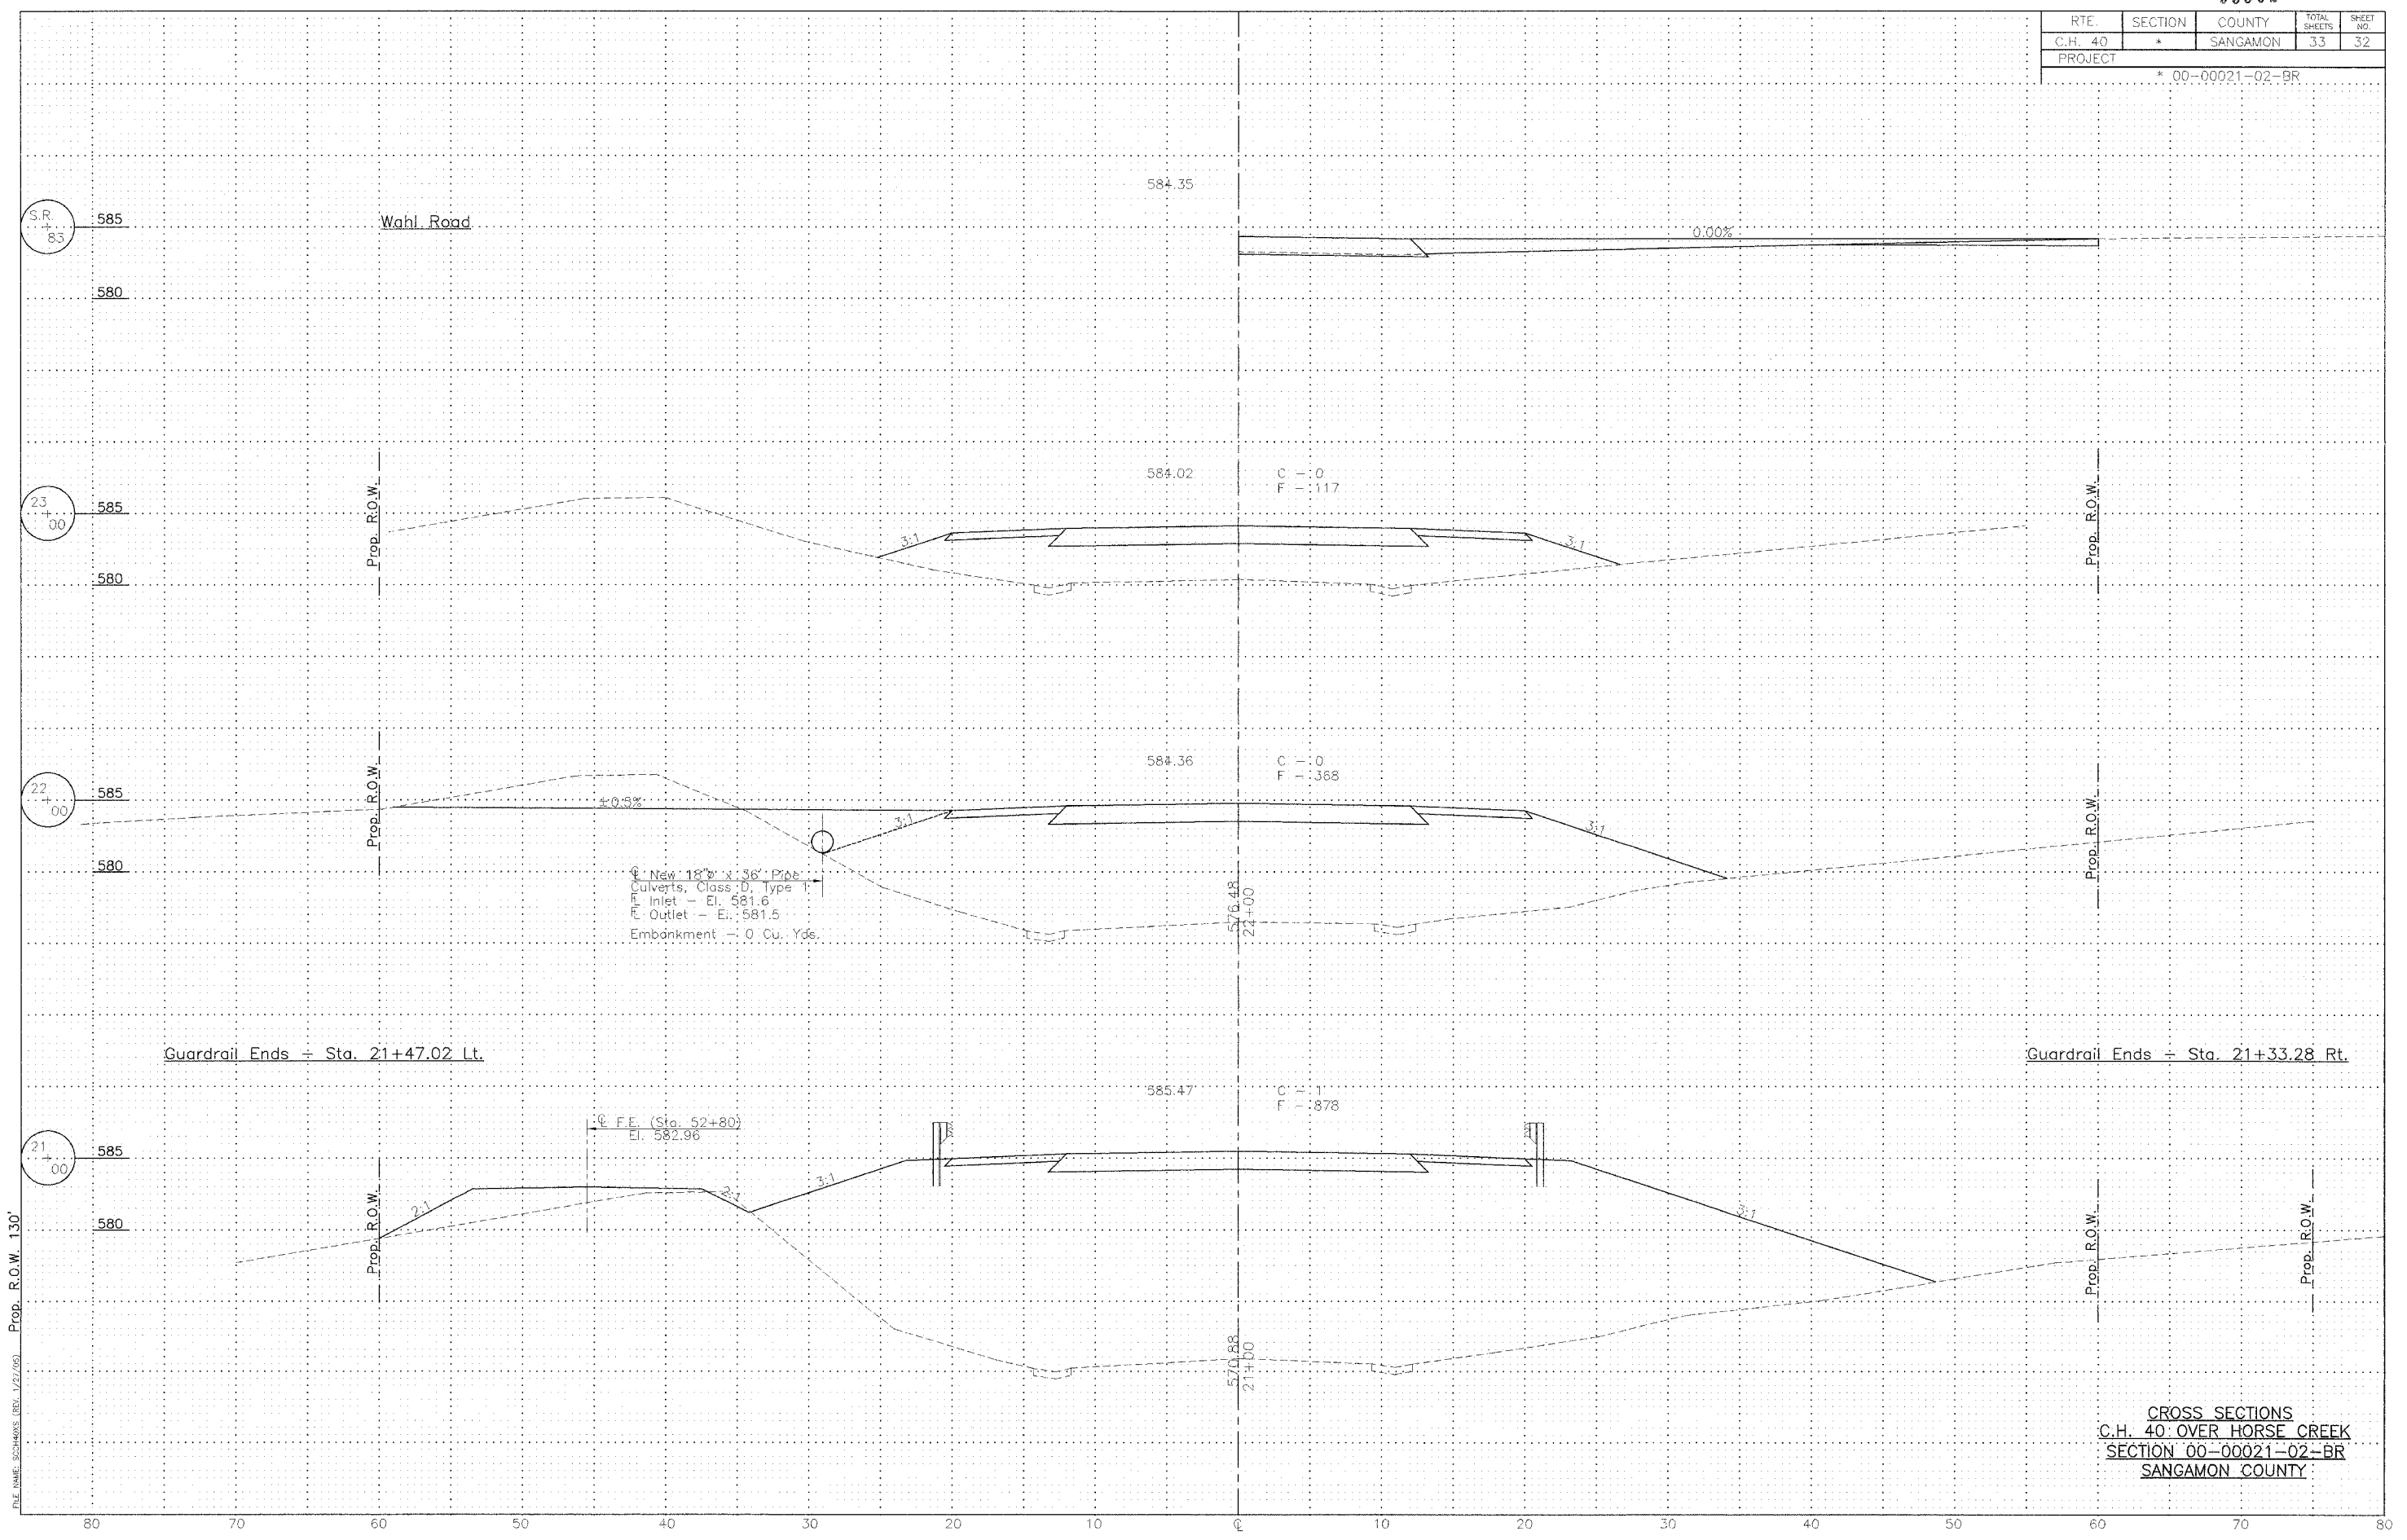 RTE. SECTION COUNTY TOTAL SHEETS SHEET NO.
C.H. 40 * SANGAMON 33 32
PROJECT
* 00-00021-02-BR
584.35
S.R. + 83
585
Wahl Road
0.00%
580
584.02
C - 0
F - 117
23 + 00
585
Prop. R.O.W.
3:1
3:1
Prop. R.O.W.
580
584.36
C - 0
F - 368
22 + 00
585
Prop. R.O.W.
±0.5%
3:1
3:1
Prop. R.O.W.
580
℄ New 18"ø x 36' Pipe
Culverts, Class D, Type 1
Inlet - El. 581.6
Outlet - El. 581.5
Embankment - 0 Cu. Yds.
576.48
22+00
Guardrail Ends - Sta. 21+47.02 Lt.
Guardrail Ends - Sta. 21+33.28 Rt.
585.47
C - 1
F - 878
℄ F.E. (Sta. 52+80)
El. 582.96
21 + 00
585
Prop. R.O.W.
2:1
2:1
3:1
3:1
Prop. R.O.W.
Prop. R.O.W.
580
570.88
21+00
Prop. R.O.W. 130'
FILE NAME: SCCH40XS (REV. 1/27/05)
CROSS SECTIONS
C.H. 40 OVER HORSE CREEK
SECTION 00-00021-02-BR
SANGAMON COUNTY
80 70 60 50 40 30 20 10 ℄ 10 20 30 40 50 60 70 80